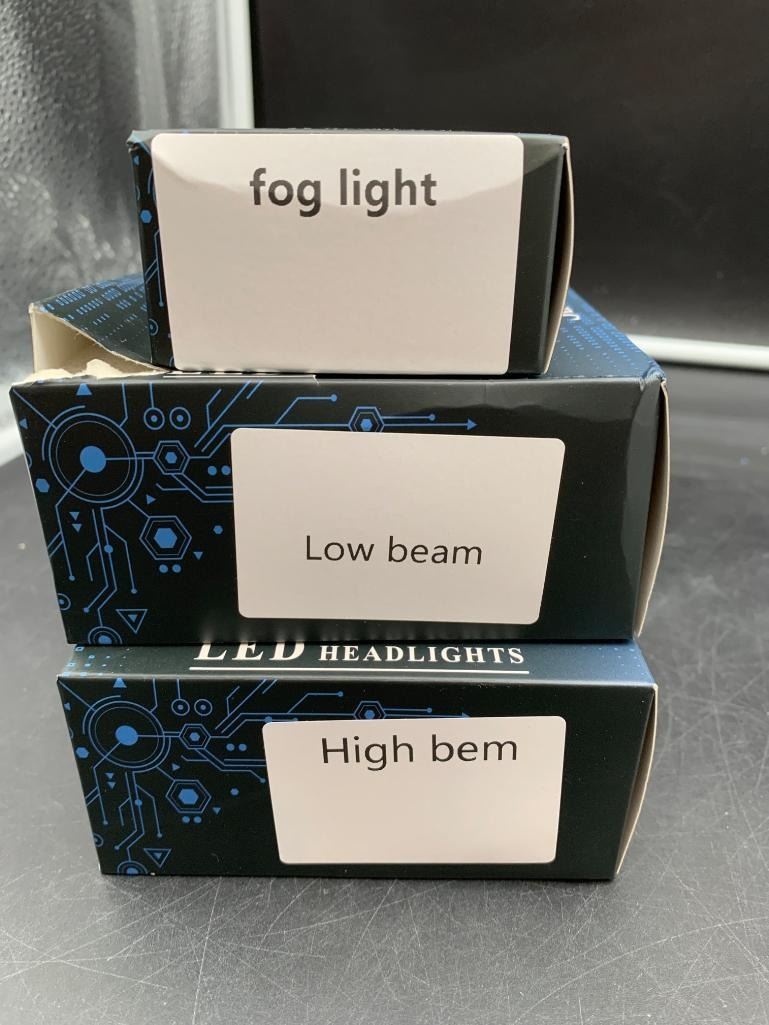 fog light
Low beam
LED HEADLIGHTS
High bem